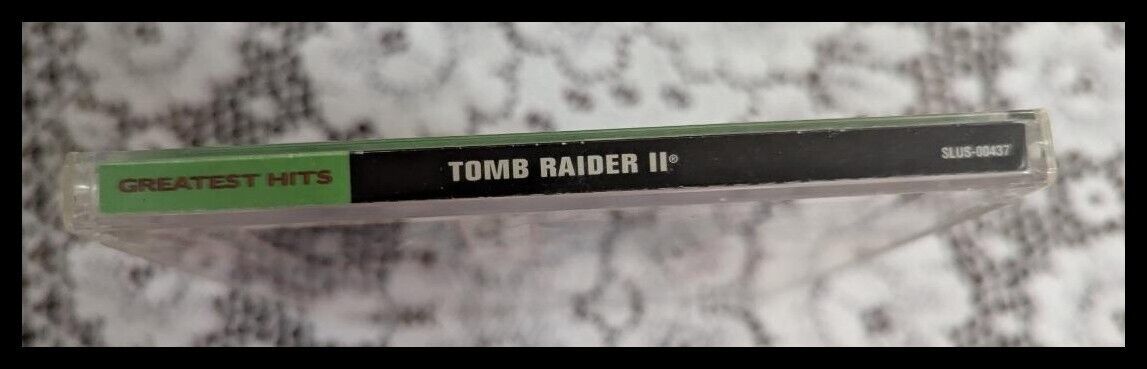 GREATEST HITS TOMB RAIDER II® SLUS-00437